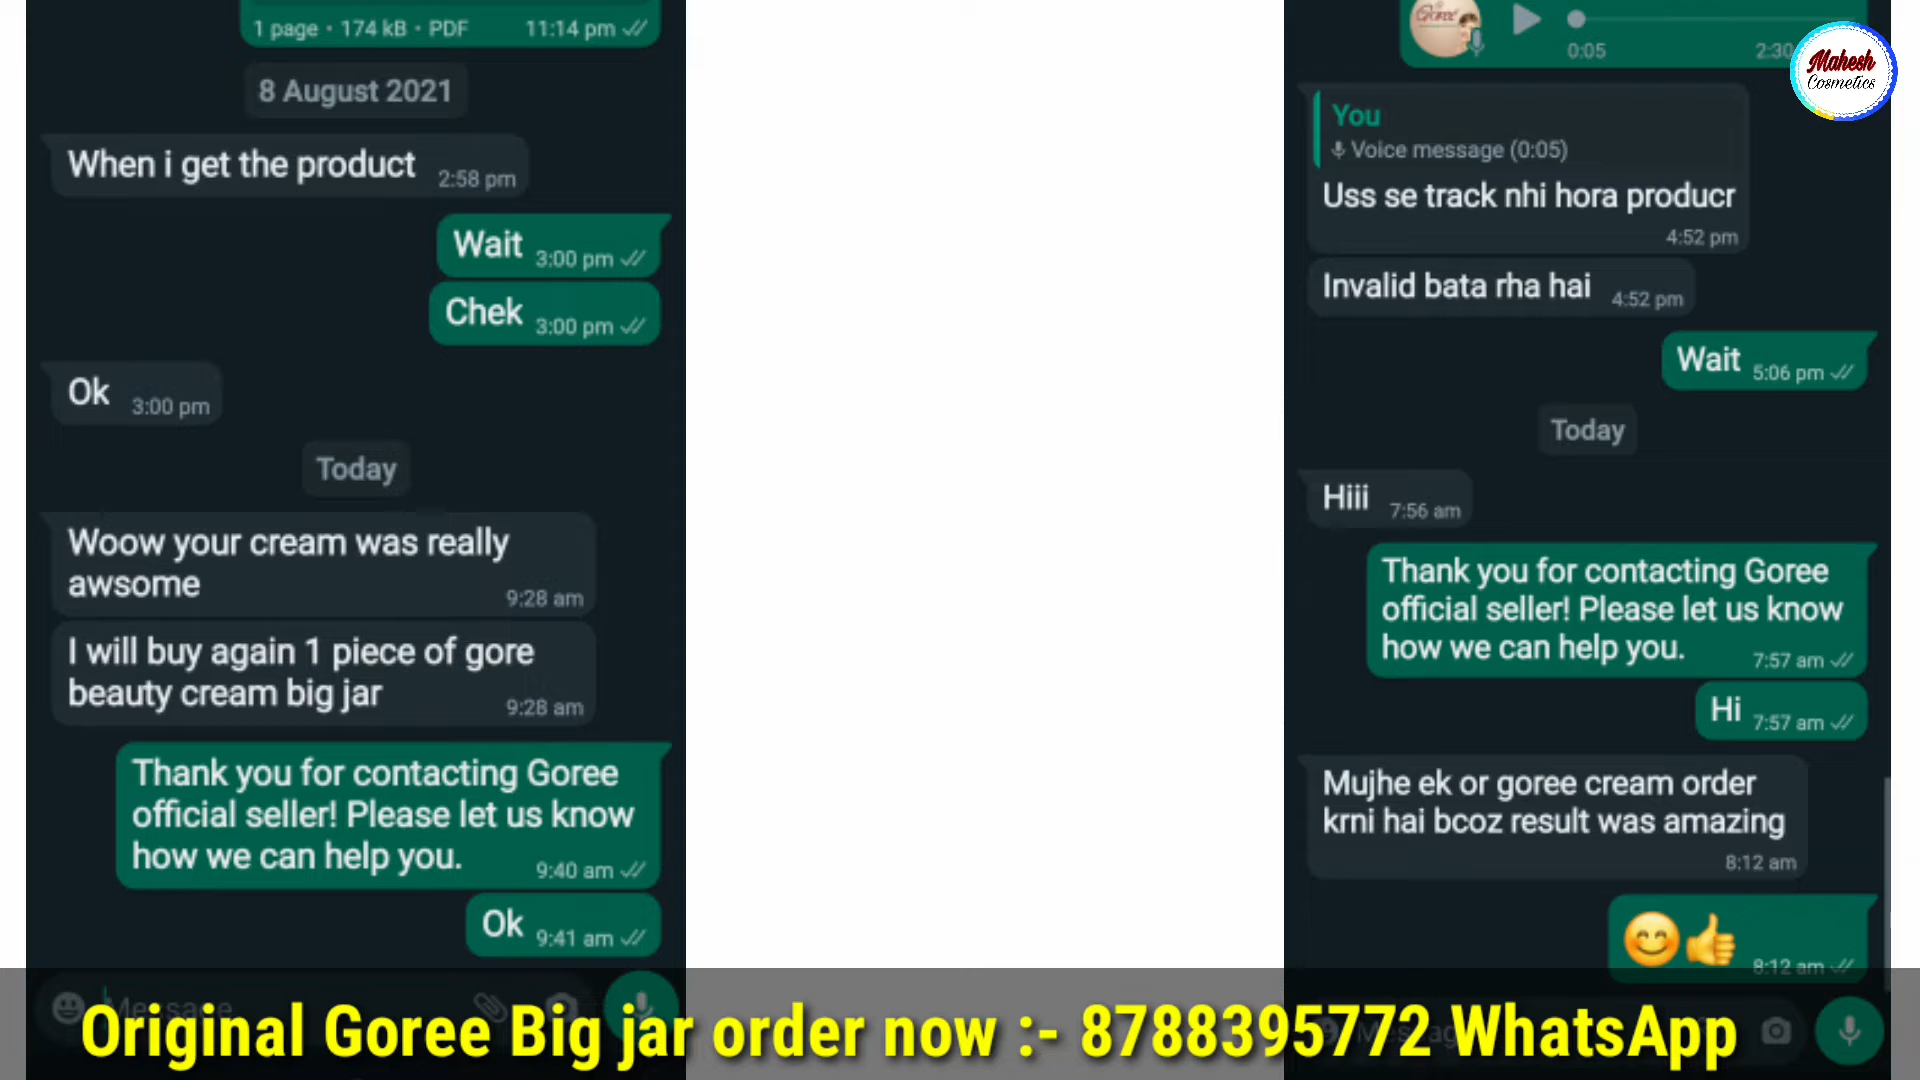 1 page • 174 kB • PDF 11:14 pm
8 August 2021
When i get the product 2:58 pm
Wait 3:00 pm
Chek 3:00 pm
Ok 3:00 pm
Today
Woow your cream was really
awsome 9:28 am
I will buy again 1 piece of gore
beauty cream big jar 9:28 am
Thank you for contacting Goree
official seller! Please let us know
how we can help you. 9:40 am
Ok 9:41 am
Message
Goree
0:05 2:30
Mahesh
Cosmetics
You
Voice message (0:05)
Uss se track nhi hora producr
4:52 pm
Invalid bata rha hai 4:52 pm
Wait 5:06 pm
Today
Hiii 7:56 am
Thank you for contacting Goree
official seller! Please let us know
how we can help you. 7:57 am
Hi 7:57 am
Mujhe ek or goree cream order
krni hai bcoz result was amazing
8:12 am
8:12 am
Original Goree Big jar order now :- 8788395772 WhatsApp